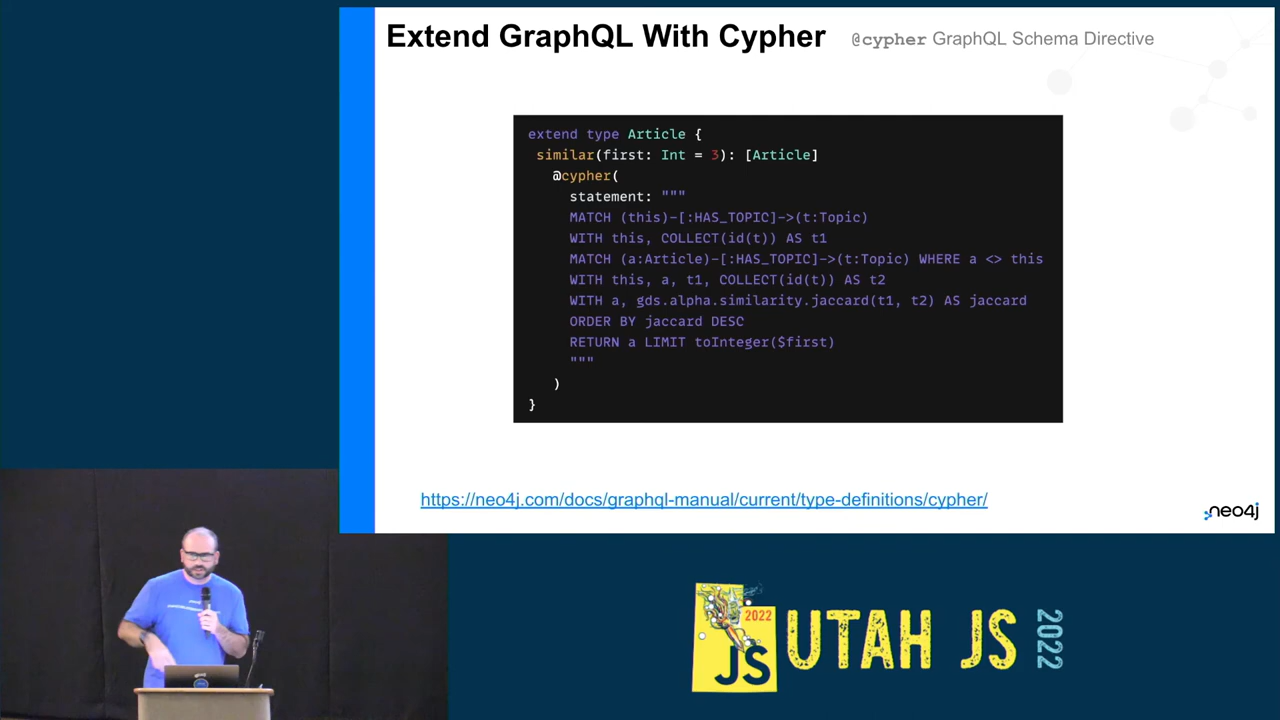 Extend GraphQL With Cypher
@cypher GraphQL Schema Directive
extend type Article {
similar(first: Int = 3): [Article]
@cypher(
statement: """
MATCH (this)-[:HAS_TOPIC]->(t:Topic)
WITH this, COLLECT(id(t)) AS t1
MATCH (a:Article)-[:HAS_TOPIC]->(t:Topic) WHERE a <> this
WITH this, a, t1, COLLECT(id(t)) AS t2
WITH a, gds.alpha.similarity.jaccard(t1, t2) AS jaccard
ORDER BY jaccard DESC
RETURN a LIMIT toInteger($first)
"""
)
}
https://neo4j.com/docs/graphql-manual/current/type-definitions/cypher/
neo4j
2022
JS
UTAH JS
2022